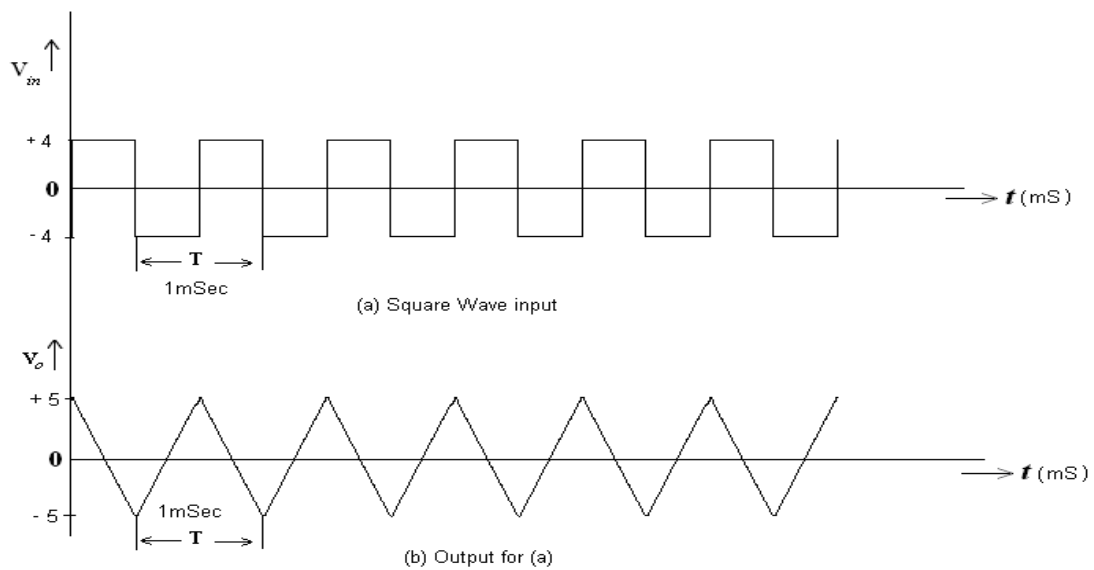 V_in
+ 4
0
- 4
t (mS)
T
1mSec
(a) Square Wave input
v_o
+ 5
0
- 5
t (mS)
1mSec
T
(b) Output for (a)